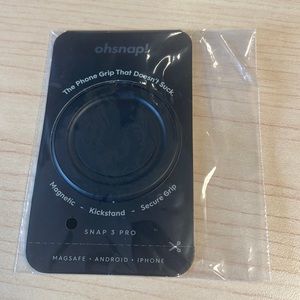 ohsnap!
The Phone Grip That Doesn't Suck.
Magnetic - Kickstand - Secure Grip
SNAP 3 PRO
MAGSAFE • ANDROID • IPHONE